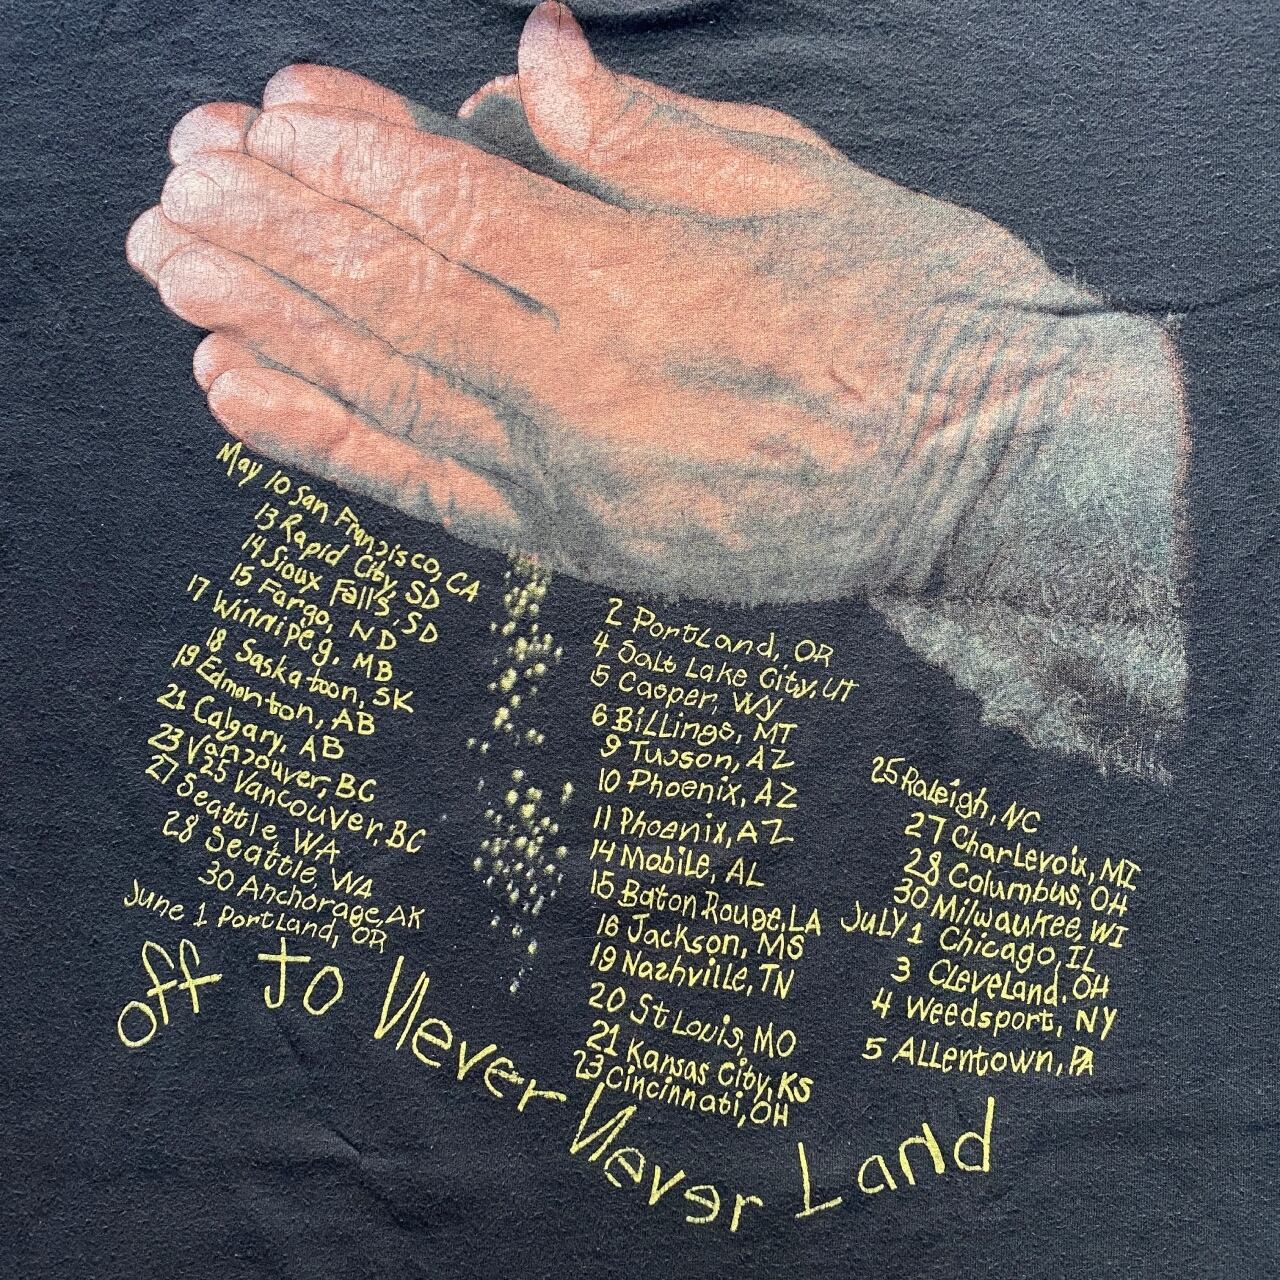 May 10 San Francisco, CA
13 Rapid City, SD
14 Sioux Falls, SD
15 Fargo, ND
17 Winnipeg, MB
18 Saskatoon, SK
19 Edmonton, AB
21 Calgary, AB
23 Vancouver, BC
25 Vancouver, BC
27 Seattle, WA
28 Seattle, WA
30 Anchorage, AK
June 1 Portland, OR
2 Portland, OR
4 Salt Lake City, UT
5 Casper, WY
6 Billings, MT
9 Tucson, AZ
10 Phoenix, AZ
11 Phoenix, AZ
14 Mobile, AL
15 Baton Rouge, LA
16 Jackson, MS
19 Nashville, TN
20 St Louis, MO
21 Kansas City, KS
23 Cincinnati, OH
25 Raleigh, NC
27 Charlevoix, MI
28 Columbus, OH
30 Milwaukee, WI
July 1 Chicago, IL
3 Cleveland, OH
4 Weedsport, NY
5 Allentown, PA
off to Never Never Land